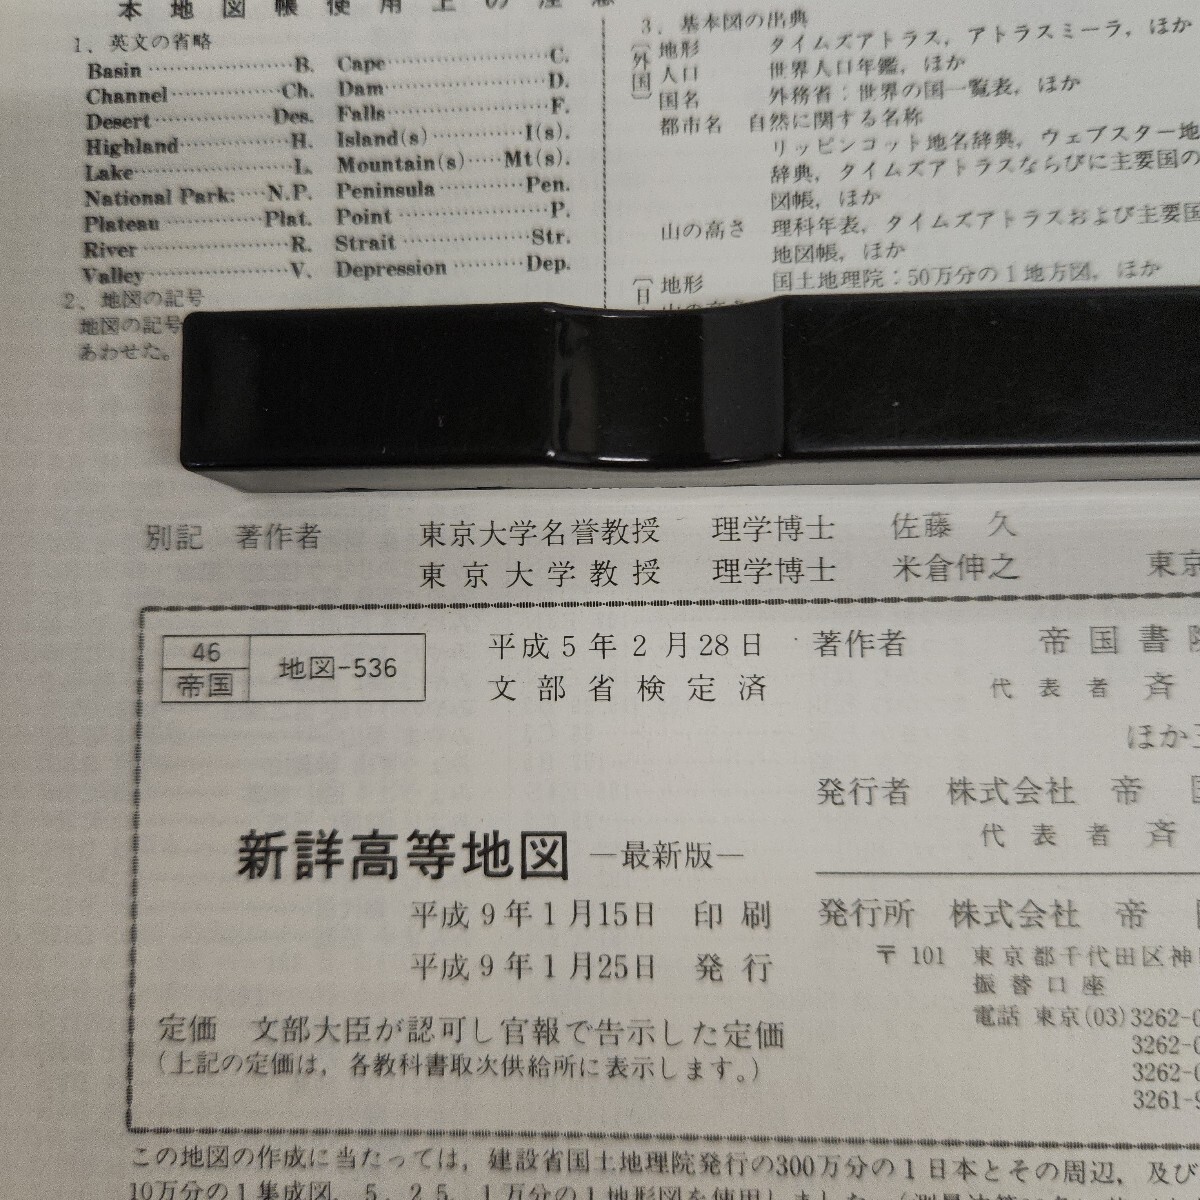 本地図帳使用上の注意
1．英文の省略
Basin …… B. Cape …… C.
Channel …… Ch. Dam …… D.
Desert …… Des. Falls …… F.
Highland …… H. Island(s) …… I(s).
Lake …… L. Mountain(s) …… Mt(s).
National Park: …… N.P. Peninsula …… Pen.
Plateau …… Plat. Point …… P.
River …… R. Strait …… Str.
Valley …… V. Depression …… Dep.
2．地図の記号
地図の記号
あわせた。
3．基本図の出典
〔外国〕
地形 タイムズアトラス，アトラスミーラ，ほか
人口 世界人口年鑑，ほか
国名 外務省：世界の国一覧表，ほか
都市名 自然に関する名称
リッピンコット地名辞典，ウェブスター地
辞典，タイムズアトラスならびに主要国の
図帳，ほか
山の高さ 理科年表，タイムズアトラスおよび主要国
地図帳，ほか
〔日
地形 国土地理院：50万分の1地方図，ほか
別記 著作者 東京大学名誉教授 理学博士 佐藤 久
東京大学教授 理学博士 米倉伸之 東京
46
帝国
地図-536
平成5年2月28日
文部省検定済
著作者 帝国書院
代表者 斉
ほか
発行者 株式会社 帝
代表者 斉
新詳高等地図 —最新版—
平成9年1月15日 印刷
平成9年1月25日 発行
発行所 株式会社 帝
〒101 東京都千代田区神
振替口座
電話 東京(03)3262-0
3262-0
3262-0
3261-9
定価 文部大臣が認可し官報で告示した定価
（上記の定価は，各教科書取次供給所に表示します。）
この地図の作成に当たっては，建設省国土地理院発行の300万分の1日本とその周辺，及び
10万分の1集成図，5，2.5，1万分の1地形図を使用しました。（測量法